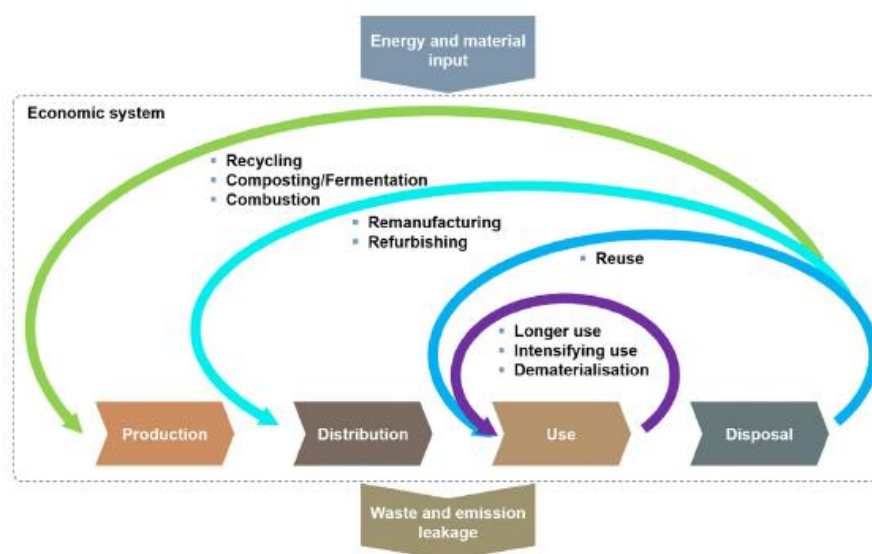 Energy and material
input
Economic system
Recycling
Composting/Fermentation
Combustion
Remanufacturing
Refurbishing
Reuse
Longer use
Intensifying use
Dematerialisation
Production
Distribution
Use
Disposal
Waste and emission
leakage